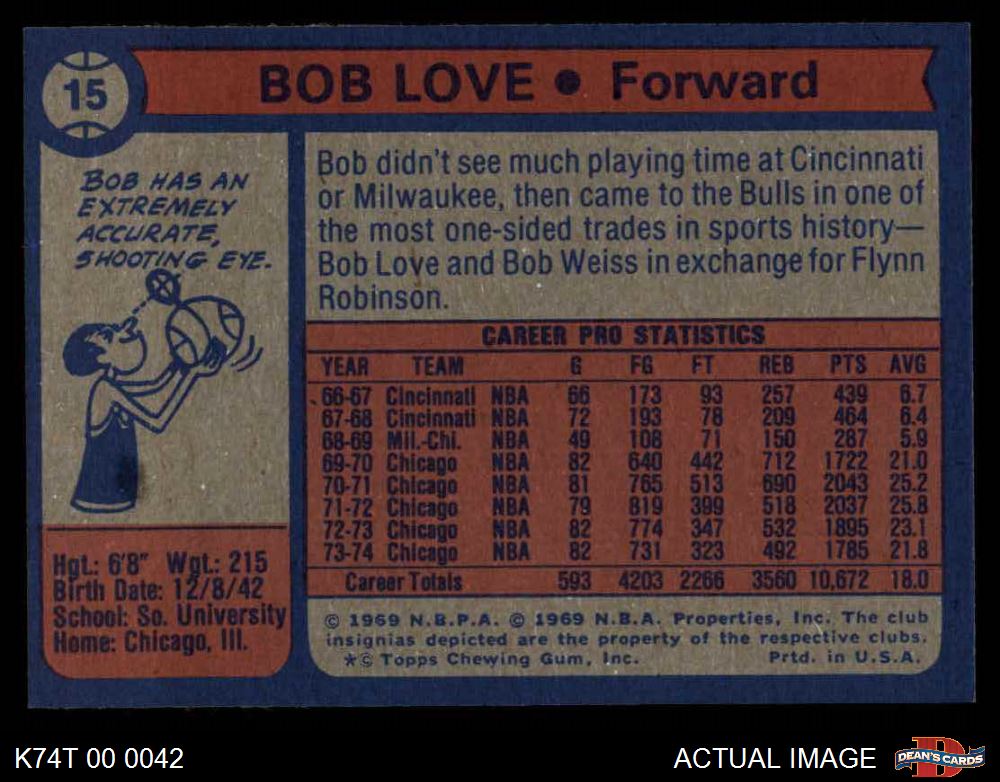 15
BOB LOVE ● Forward
BOB HAS AN
EXTREMELY
ACCURATE,
SHOOTING EYE.
Hgt.: 6'8" Wgt.: 215
Birth Date: 12/8/42
School: So. University
Home: Chicago, Ill.
Bob didn't see much playing time at Cincinnati
or Milwaukee, then came to the Bulls in one of
the most one-sided trades in sports history—
Bob Love and Bob Weiss in exchange for Flynn
Robinson.
CAREER PRO STATISTICS
YEAR TEAM G FG FT REB PTS AVG
66-67 Cincinnati NBA 66 173 93 257 439 6.7
67-68 Cincinnati NBA 72 193 78 209 464 6.4
68-69 Mil.-Chi. NBA 49 108 71 150 287 5.9
69-70 Chicago NBA 82 640 442 712 1722 21.0
70-71 Chicago NBA 81 765 513 690 2043 25.2
71-72 Chicago NBA 79 819 399 518 2037 25.8
72-73 Chicago NBA 82 774 347 532 1895 23.1
73-74 Chicago NBA 82 731 323 492 1785 21.8
Career Totals 593 4203 2266 3560 10,672 18.0
© 1969 N.B.P.A. © 1969 N.B.A. Properties, Inc. The club
insignias depicted are the property of the respective clubs.
*© Topps Chewing Gum, Inc. Prtd. in U.S.A.
K74T 00 0042
ACTUAL IMAGE
D
DEAN'S CARDS